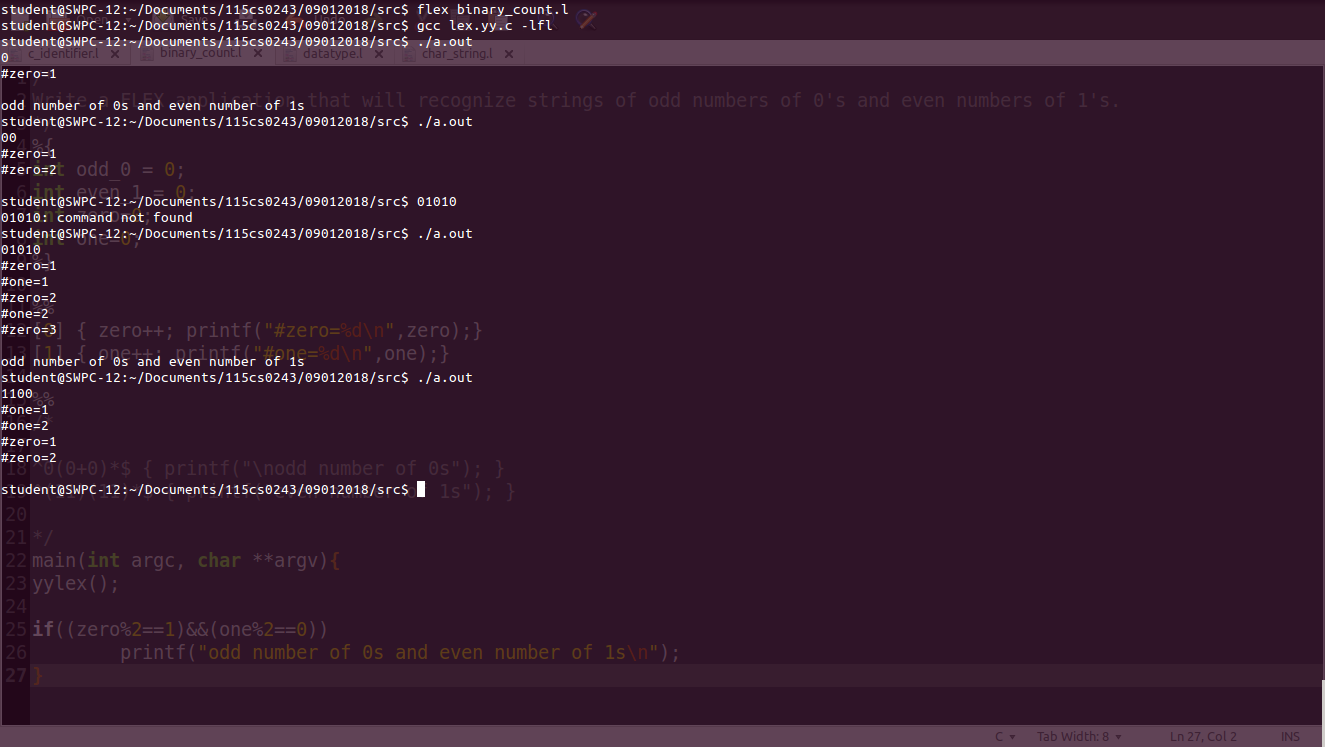 student@SWPC-12:~/Documents/115cs0243/09012018/src$ flex binary_count.l
student@SWPC-12:~/Documents/115cs0243/09012018/src$ gcc lex.yy.c -lfl
student@SWPC-12:~/Documents/115cs0243/09012018/src$ ./a.out
0
c_identifier.l × binary_count.l × datatype.l × char_string.l ×
#zero=1
Write a FLEX application that will recognize strings of odd numbers of 0's and even numbers of 1's.
odd number of 0s and even number of 1s
student@SWPC-12:~/Documents/115cs0243/09012018/src$ ./a.out
00
%{
#zero=1
#zero=2
int odd_0 = 0;
int even_1 = 0;
student@SWPC-12:~/Documents/115cs0243/09012018/src$ 01010
01010: command not found
int zero=0;
student@SWPC-12:~/Documents/115cs0243/09012018/src$ ./a.out
int one=0;
01010
%}
#zero=1
#one=1
#zero=2
%%
#one=2
#zero=3
[0] { zero++; printf("#zero=%d\n",zero);}
[1] { one++; printf("#one=%d\n",one);}
odd number of 0s and even number of 1s
student@SWPC-12:~/Documents/115cs0243/09012018/src$ ./a.out
1100
%%
#one=1
#one=2
#zero=1
#zero=2
18 ^0(0+0)*$ { printf("\nodd number of 0s"); }
student@SWPC-12:~/Documents/115cs0243/09012018/src$
1s"); }
20
21 */
22 main(int argc, char **argv){
23 yylex();
24
25 if((zero%2==1)&&(one%2==0))
26 printf("odd number of 0s and even number of 1s\n");
27 }
C Tab Width: 8 Ln 27, Col 2 INS